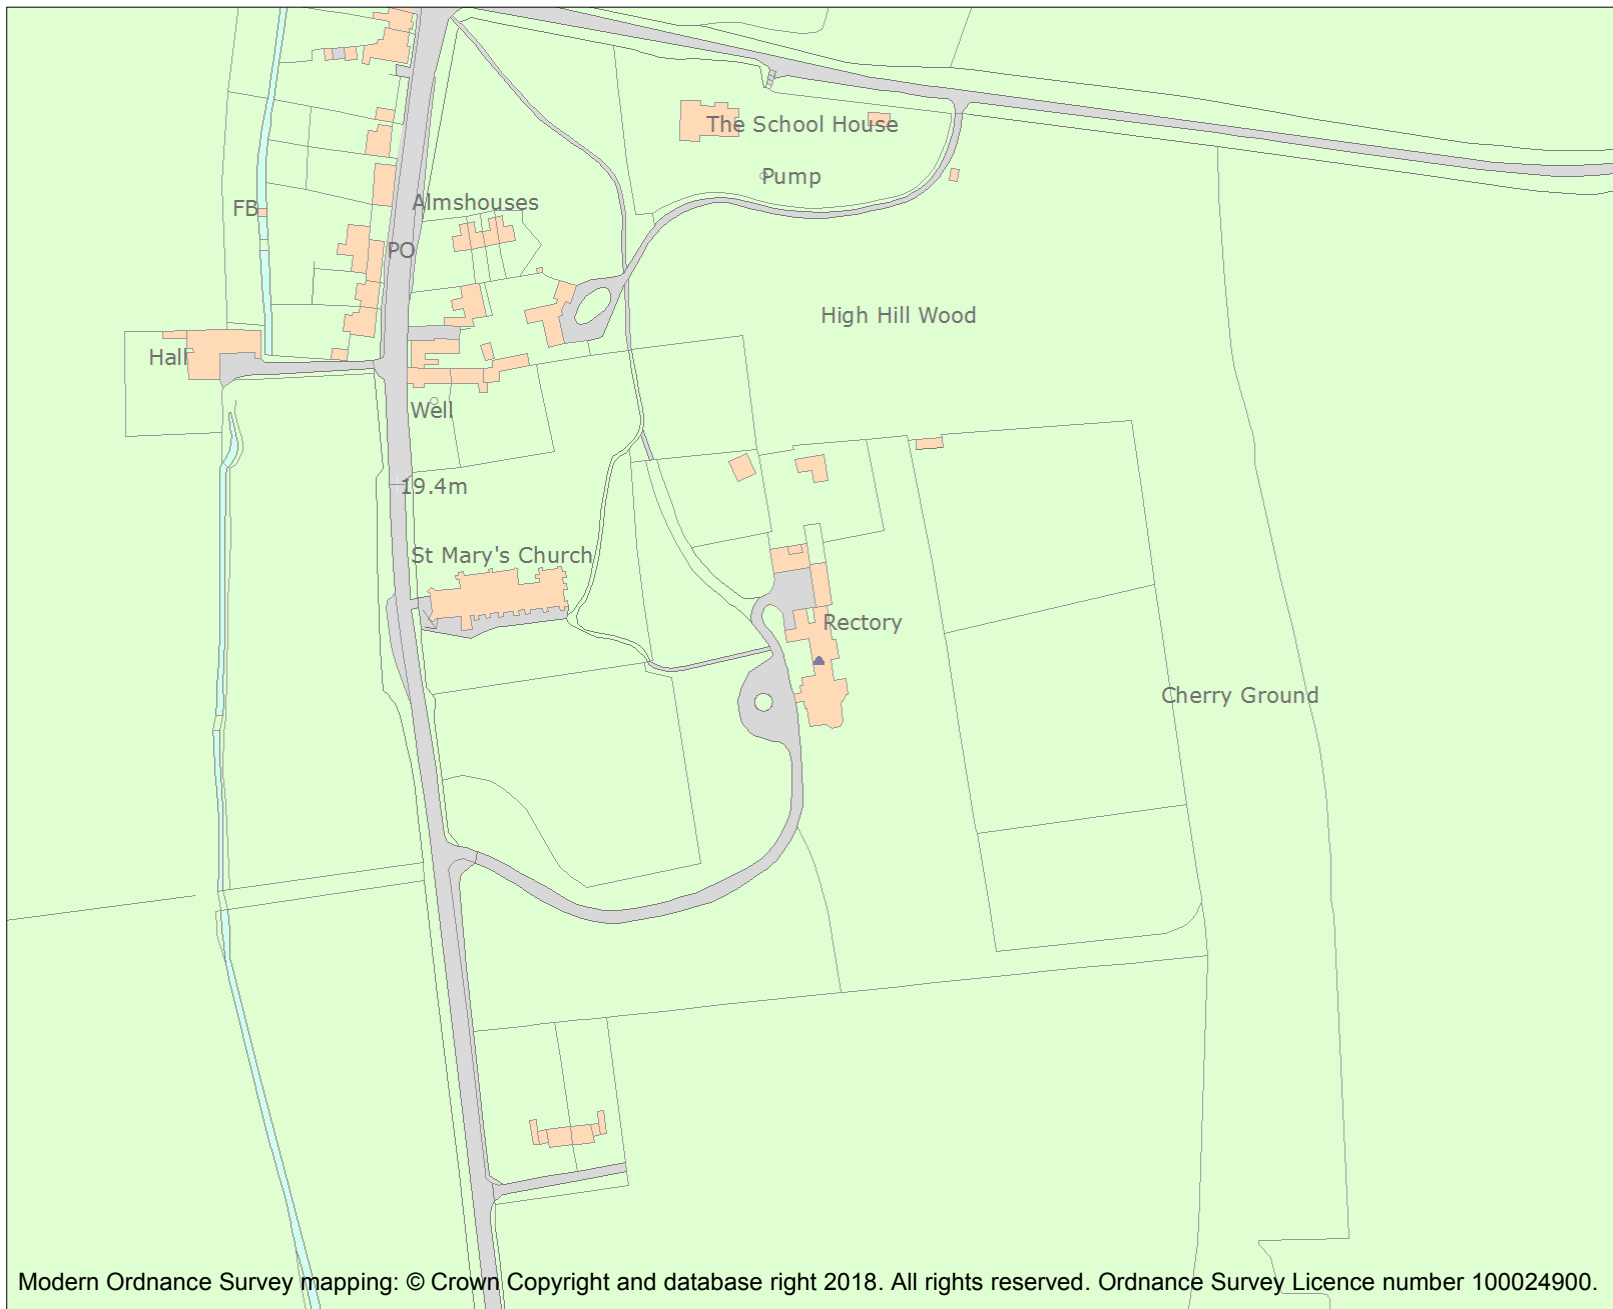 The School House
Pump
Almshouses
FB
PO
High Hill Wood
Hall
Well
19.4m
St Mary's Church
Rectory
Cherry Ground
Modern Ordnance Survey mapping: © Crown Copyright and database right 2018. All rights reserved. Ordnance Survey Licence number 100024900.